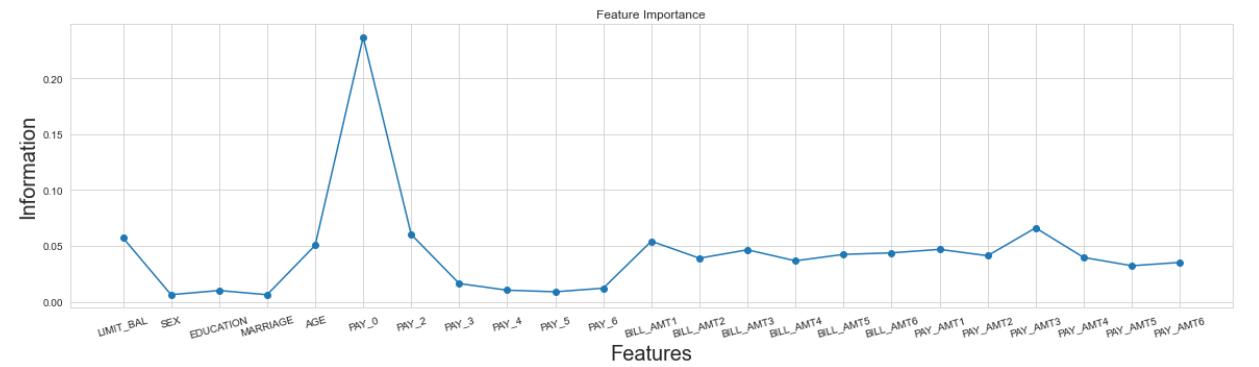 Feature Importance
0.20
0.15
0.10
0.05
0.00
Information
LIMIT_BAL SEX EDUCATION MARRIAGE AGE PAY_0 PAY_2 PAY_3 PAY_4 PAY_5 PAY_6 BILL_AMT1 BILL_AMT2 BILL_AMT3 BILL_AMT4 BILL_AMT5 BILL_AMT6 PAY_AMT1 PAY_AMT2 PAY_AMT3 PAY_AMT4 PAY_AMT5 PAY_AMT6
Features